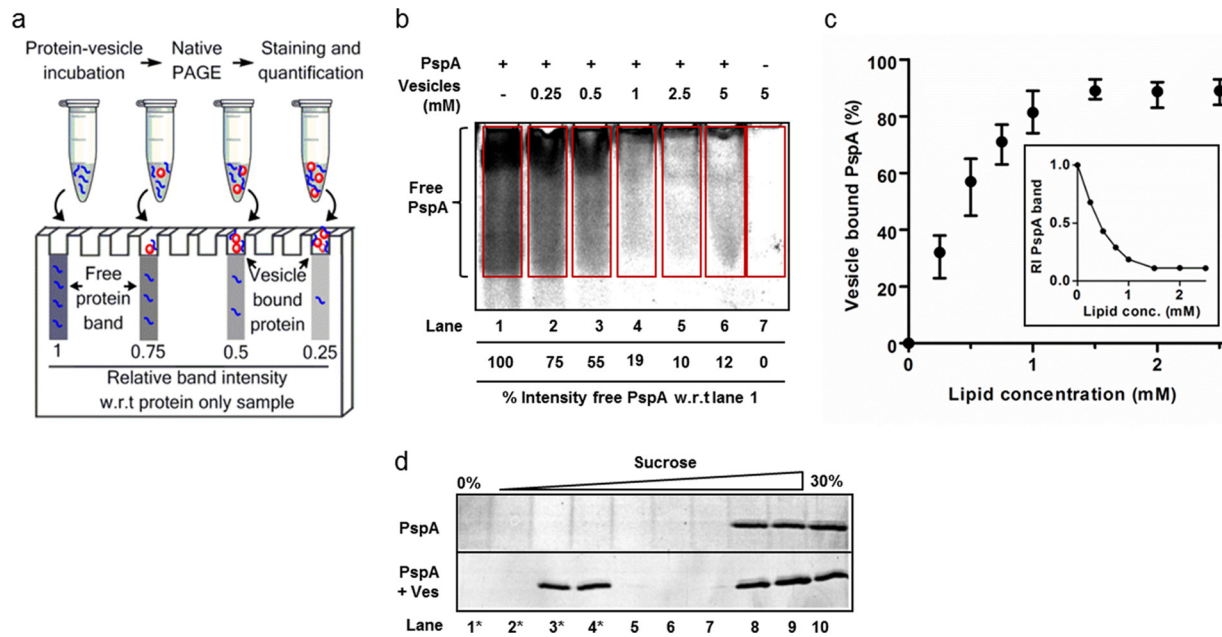 a
Protein-vesicle incubation
Native PAGE
Staining and quantification
Free protein band
Vesicle bound protein
1 0.75 0.5 0.25
Relative band intensity
w.r.t protein only sample
b
PspA + + + + + + -
Vesicles (mM) - 0.25 0.5 1 2.5 5 5
Free PspA
Lane 1 2 3 4 5 6 7
100 75 55 19 10 12 0
% Intensity free PspA w.r.t lane 1
c
Vesicle bound PspA (%)
100
80
60
40
20
0
0 1 2
Lipid concentration (mM)
RI PspA band
1.0
0.5
0.0
0 1 2
Lipid conc. (mM)
d
Sucrose
0% 30%
PspA
PspA + Ves
Lane 1* 2* 3* 4* 5 6 7 8 9 10